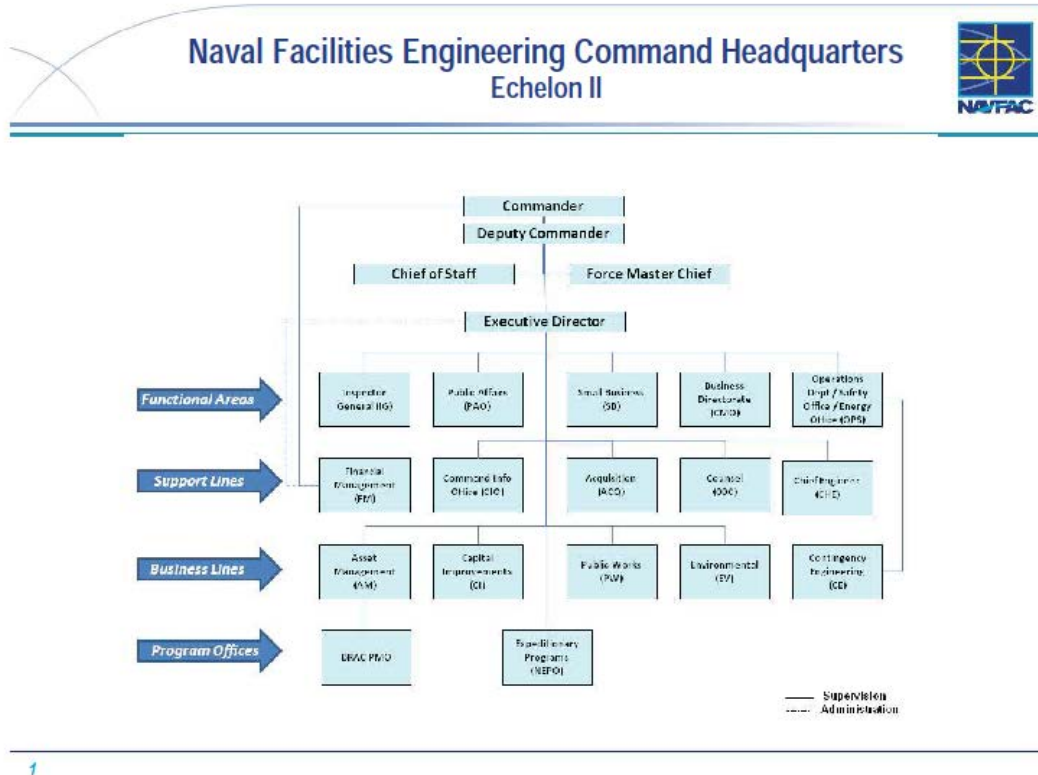 Naval Facilities Engineering Command Headquarters
Echelon II
NAVFAC
Commander
Deputy Commander
Chief of Staff
Force Master Chief
Executive Director
Functional Areas
Inspector
General (IG)
Public Affairs
(PAO)
Small Business
(SB)
Business
Directorate
(CMO)
Operations
Dept / Safety
Office / Energy
Office (OPS)
Support Lines
Financial
Management
(FM)
Command Info
Office (CIO)
Acquisition
(ACQ)
Counsel
(00C)
Chief Engineer
(CHE)
Business Lines
Asset
Management
(AM)
Capital
Improvements
(CI)
Public Works
(PW)
Environmental
(EV)
Contingency
Engineering
(CE)
Program Offices
BRAC PMO
Expeditionary
Programs
(NEPO)
Supervision
Administration
1